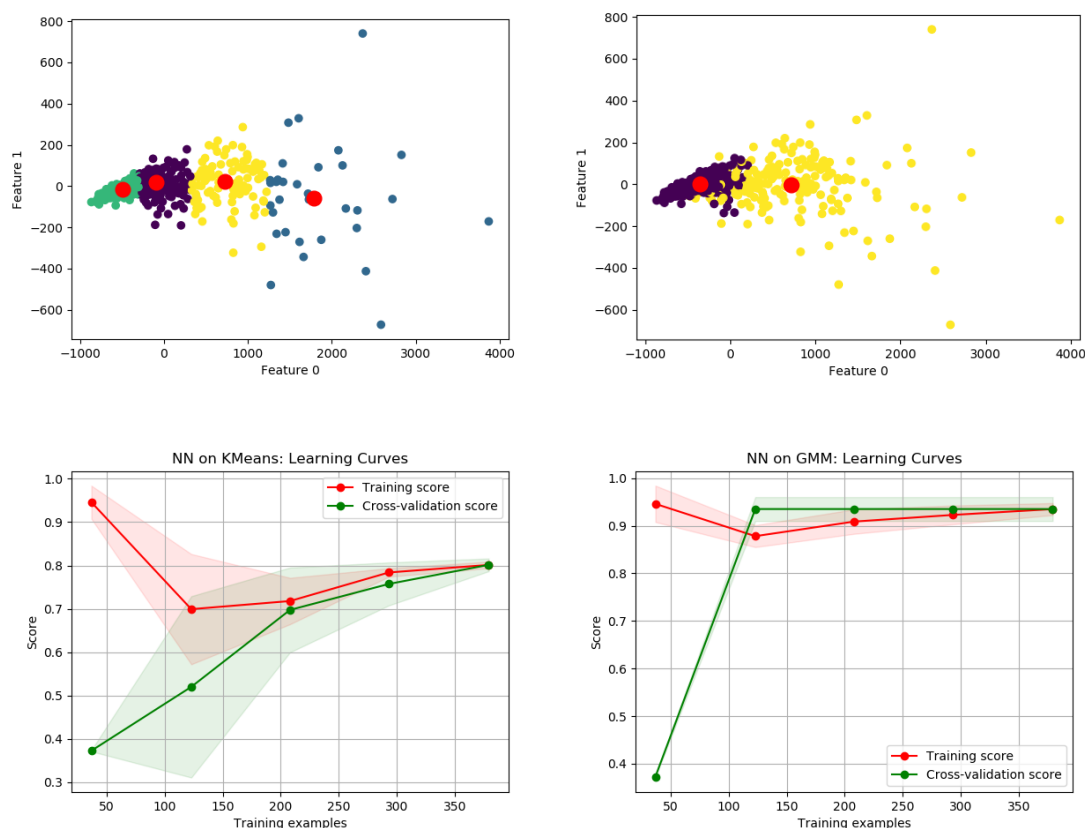 800
600
400
200
0
−200
−400
−600
Feature 1
−1000 0 1000 2000 3000 4000
Feature 0
800
600
400
200
0
−200
−400
−600
Feature 1
−1000 0 1000 2000 3000 4000
Feature 0
NN on KMeans: Learning Curves
1.0
0.9
0.8
0.7
0.6
0.5
0.4
0.3
Score
Training score
Cross-validation score
50 100 150 200 250 300 350
Training examples
NN on GMM: Learning Curves
1.0
0.9
0.8
0.7
0.6
0.5
0.4
Score
Training score
Cross-validation score
50 100 150 200 250 300 350
Training examples